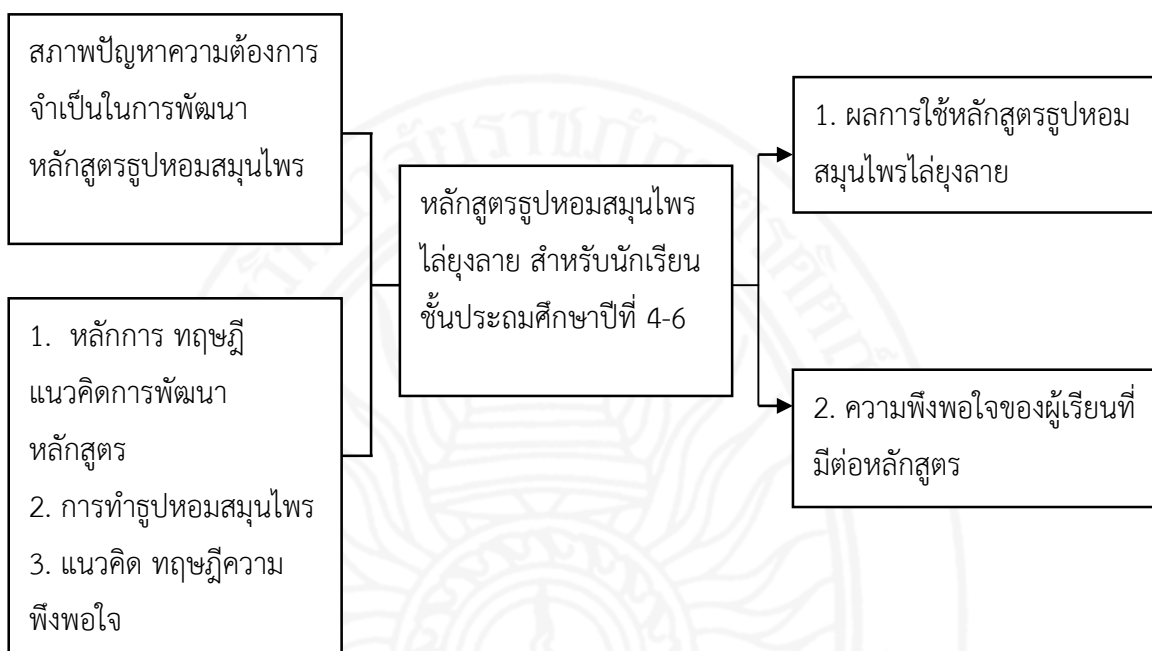 สภาพปัญหาความต้องการ
จำเป็นในการพัฒนา
หลักสูตรธูปหอมสมุนไพร
1. หลักการ ทฤษฎี
แนวคิดการพัฒนา
หลักสูตร
2. การทำธูปหอมสมุนไพร
3. แนวคิด ทฤษฎีความ
พึงพอใจ
หลักสูตรธูปหอมสมุนไพร
ไล่ยุงลาย สำหรับนักเรียน
ชั้นประถมศึกษาปีที่ 4-6
1. ผลการใช้หลักสูตรธูปหอม
สมุนไพรไล่ยุงลาย
2. ความพึงพอใจของผู้เรียนที่
มีต่อหลักสูตร